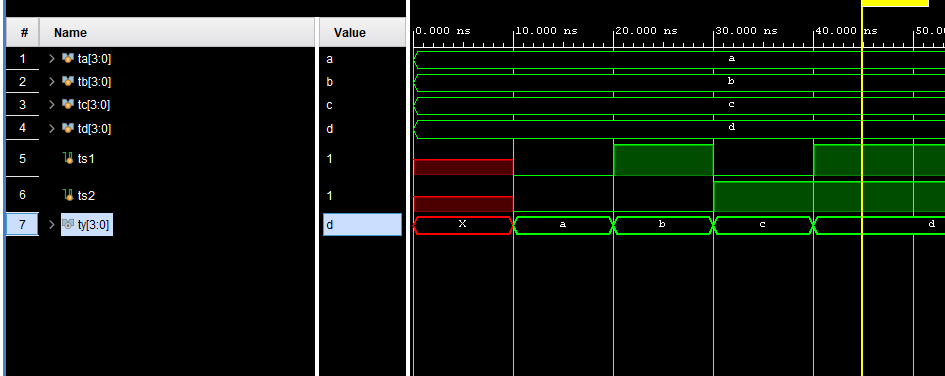 # Name Value 0.000 ns 10.000 ns 20.000 ns 30.000 ns 40.000 ns 50.00
1 ta[3:0] a a
2 tb[3:0] b b
3 tc[3:0] c c
4 td[3:0] d d
5 ts1 1
6 ts2 1
7 ty[3:0] d X a b c d